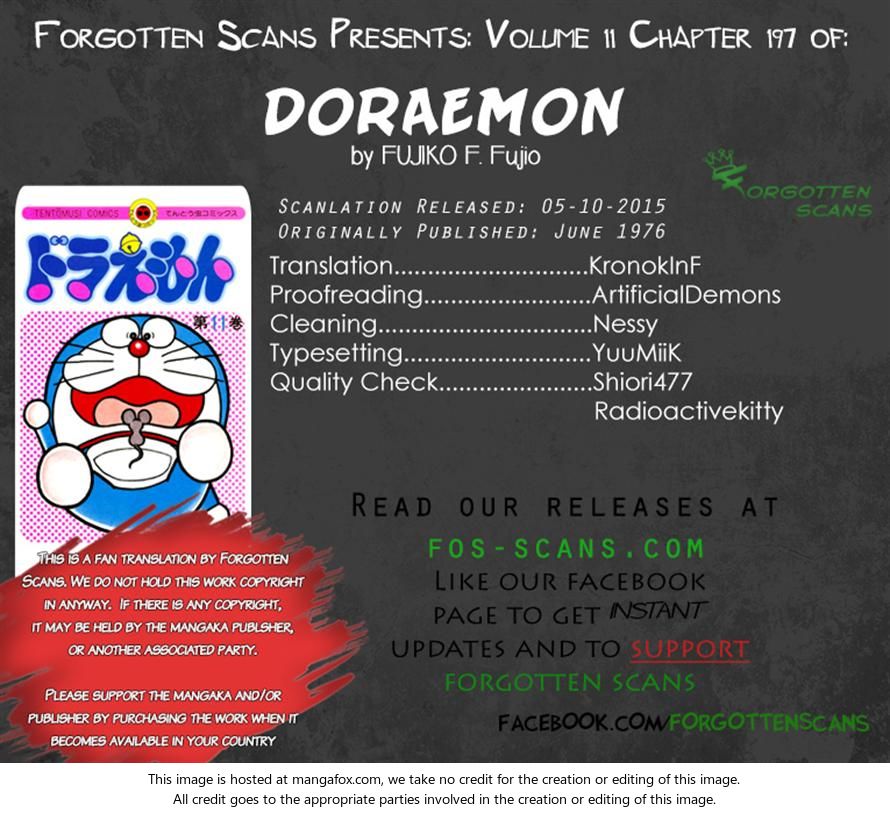 Forgotten Scans Presents: Volume 11 Chapter 197 of:
DORAEMON
by FUJIKO F. Fujio
FORGOTTEN
SCANS
Scanlation Released: 05-10-2015
Originally Published: June 1976
TENTOMUSI COMICS てんとう虫コミックス
ドラえもん
第11巻
Translation..............................KronokInF
Proofreading.........................ArtificialDemons
Cleaning................................Nessy
Typesetting............................YuuMiiK
Quality Check.......................Shiori477
Radioactivekitty
Read our releases at
FOS-SCANS.COM
Like our facebook
page to get INSTANT
updates and to SUPPORT
FORGOTTEN SCANS
FACEBOOK.COM/FORGOTTENSCANS
This is a fan translation by Forgotten
Scans. We do not hold this work copyright
in anyway. If there is any copyright,
it may be held by the mangaka publsher,
or another associated party.
Please support the mangaka and/or
publisher by purchasing the work when it
becomes available in your country
This image is hosted at mangafox.com, we take no credit for the creation or editing of this image.
All credit goes to the appropriate parties involved in the creation or editing of this image.